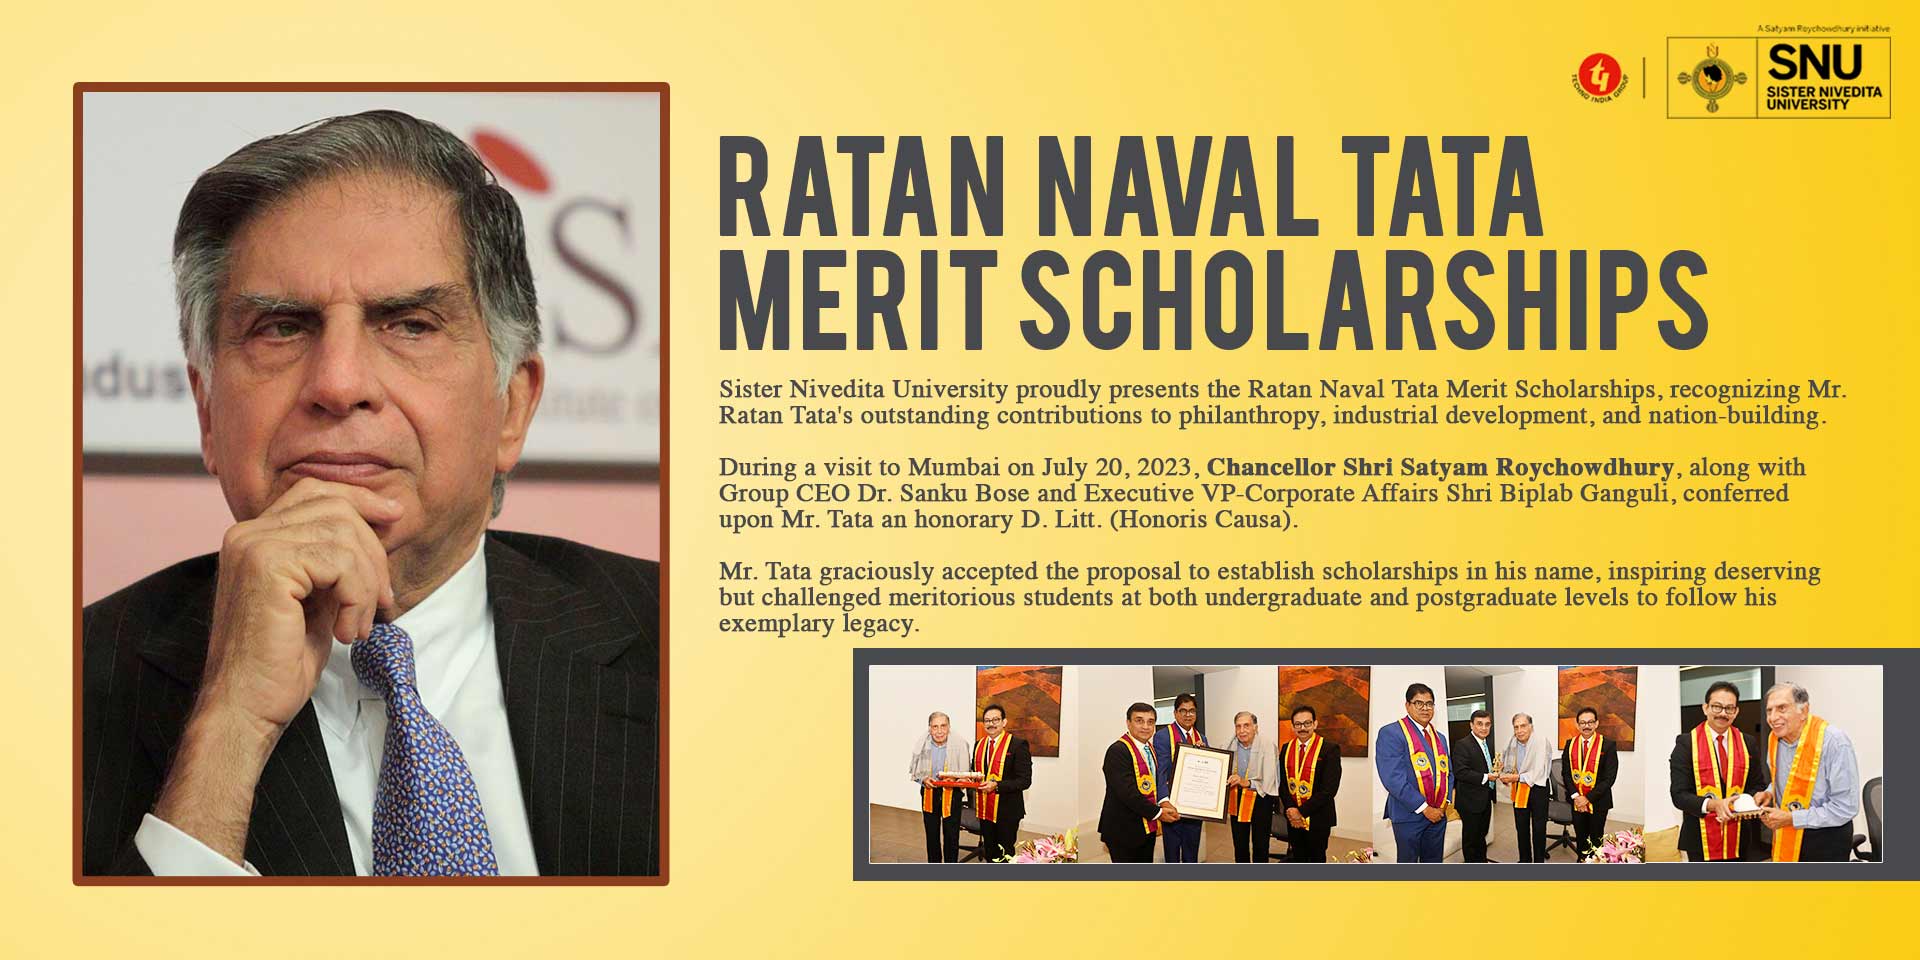 A Satyam Roychowdhury initiative
TECHNO INDIA GROUP
SNU
SISTER NIVEDITA
UNIVERSITY
RATAN NAVAL TATA
MERIT SCHOLARSHIPS
Sister Nivedita University proudly presents the Ratan Naval Tata Merit Scholarships, recognizing Mr.
Ratan Tata's outstanding contributions to philanthropy, industrial development, and nation-building.
During a visit to Mumbai on July 20, 2023, Chancellor Shri Satyam Roychowdhury, along with
Group CEO Dr. Sanku Bose and Executive VP-Corporate Affairs Shri Biplab Ganguli, conferred
upon Mr. Tata an honorary D. Litt. (Honoris Causa).
Mr. Tata graciously accepted the proposal to establish scholarships in his name, inspiring deserving
but challenged meritorious students at both undergraduate and postgraduate levels to follow his
exemplary legacy.